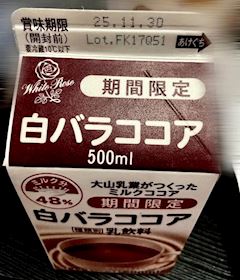 賞味期限
(開封前)
要冷蔵10℃以下
25.11.30
Lot.FK17051
あけぐち
White Rose
期間限定
白バラココア
500ml
ミルク分
48%
大山乳業がつくった
ミルクココア
期間限定
白バラココア
種類別 乳飲料